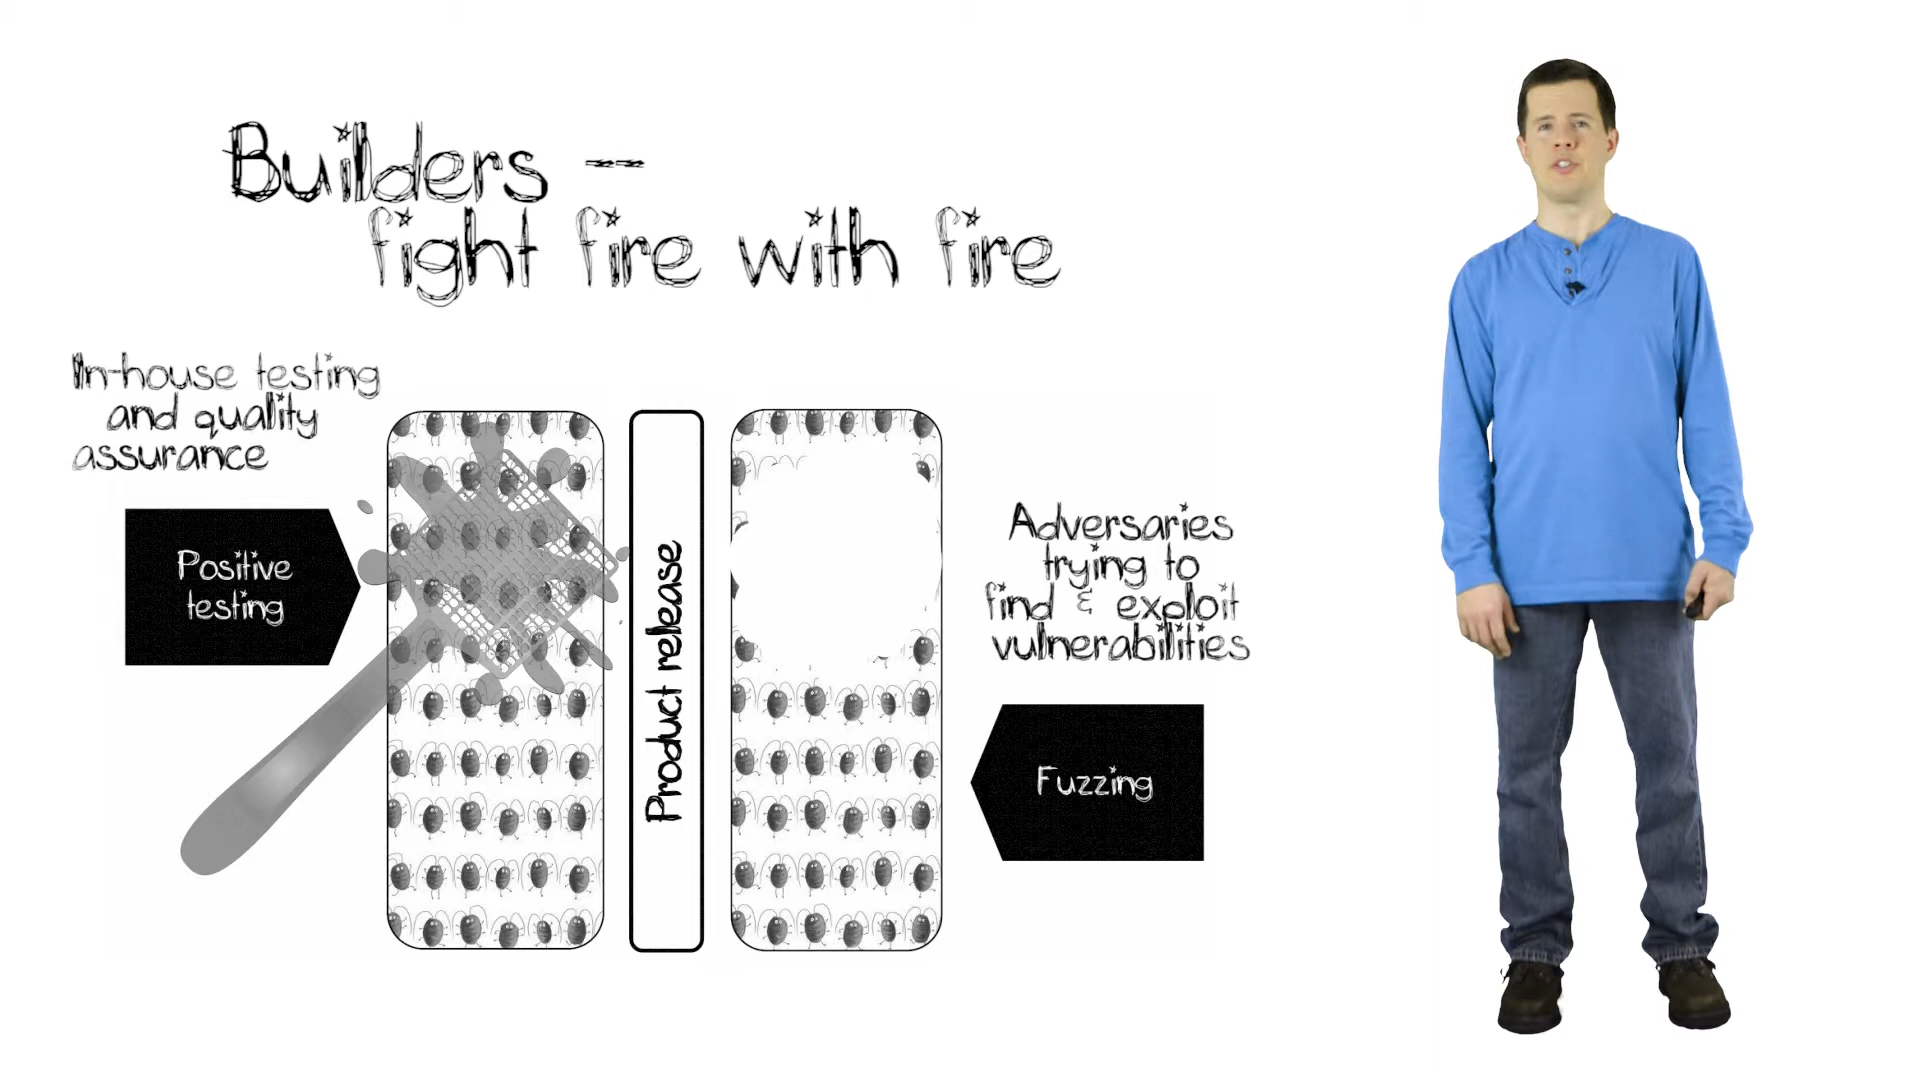 Builders --
fight fire with fire
In-house testing
and quality
assurance
Positive
testing
Product release
Adversaries
trying to
find & exploit
vulnerabilities
Fuzzing